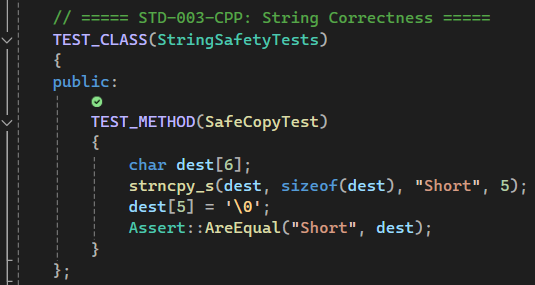 // ===== STD-003-CPP: String Correctness =====
TEST_CLASS(StringSafetyTests)
{
public:
TEST_METHOD(SafeCopyTest)
{
char dest[6];
strncpy_s(dest, sizeof(dest), "Short", 5);
dest[5] = '\0';
Assert::AreEqual("Short", dest);
}
};